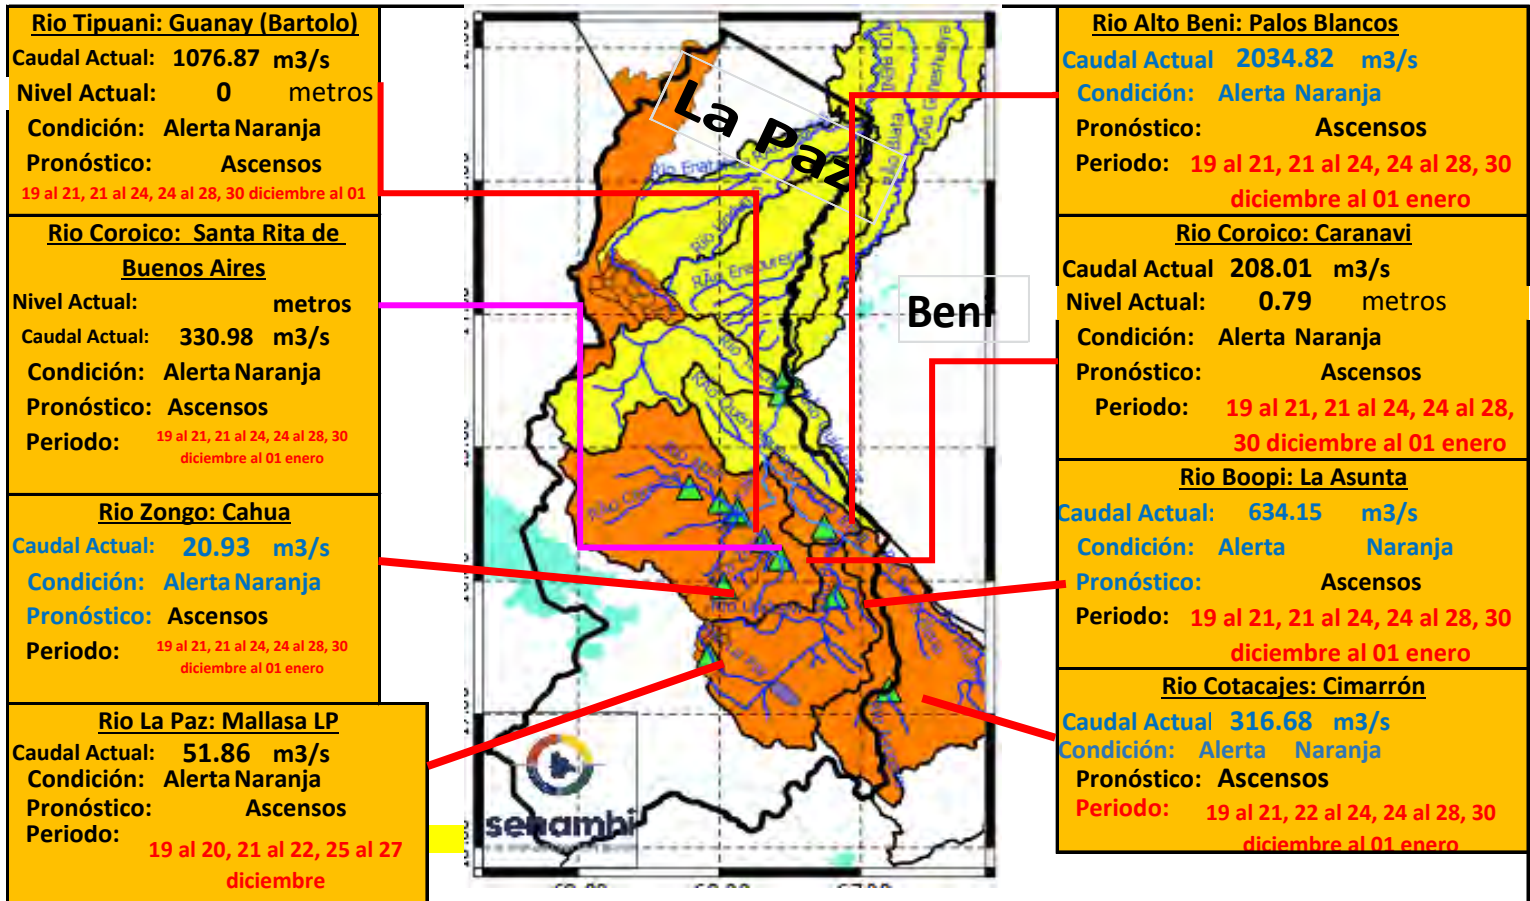 Rio Tipuani: Guanay (Bartolo)
Caudal Actual: 1076.87 m3/s
Nivel Actual: 0 metros
Condición: Alerta Naranja
Pronóstico: Ascensos
19 al 21, 21 al 24, 24 al 28, 30 diciembre al 01
Rio Coroico: Santa Rita de
Buenos Aires
Nivel Actual: metros
Caudal Actual: 330.98 m3/s
Condición: Alerta Naranja
Pronóstico: Ascensos
Periodo: 19 al 21, 21 al 24, 24 al 28, 30
diciembre al 01 enero
Rio Zongo: Cahua
Caudal Actual: 20.93 m3/s
Condición: Alerta Naranja
Pronóstico: Ascensos
Periodo: 19 al 21, 21 al 24, 24 al 28, 30
diciembre al 01 enero
Rio La Paz: Mallasa LP
Caudal Actual: 51.86 m3/s
Condición: Alerta Naranja
Pronóstico: Ascensos
Periodo:
19 al 20, 21 al 22, 25 al 27
diciembre
La Paz
Beni
senamhi
Rio Alto Beni: Palos Blancos
Caudal Actual 2034.82 m3/s
Condición: Alerta Naranja
Pronóstico: Ascensos
Periodo: 19 al 21, 21 al 24, 24 al 28, 30
diciembre al 01 enero
Rio Coroico: Caranavi
Caudal Actual 208.01 m3/s
Nivel Actual: 0.79 metros
Condición: Alerta Naranja
Pronóstico: Ascensos
Periodo: 19 al 21, 21 al 24, 24 al 28,
30 diciembre al 01 enero
Rio Boopi: La Asunta
Caudal Actual: 634.15 m3/s
Condición: Alerta Naranja
Pronóstico: Ascensos
Periodo: 19 al 21, 21 al 24, 24 al 28, 30
diciembre al 01 enero
Rio Cotacajes: Cimarrón
Caudal Actual 316.68 m3/s
Condición: Alerta Naranja
Pronóstico: Ascensos
Periodo: 19 al 21, 22 al 24, 24 al 28, 30
diciembre al 01 enero